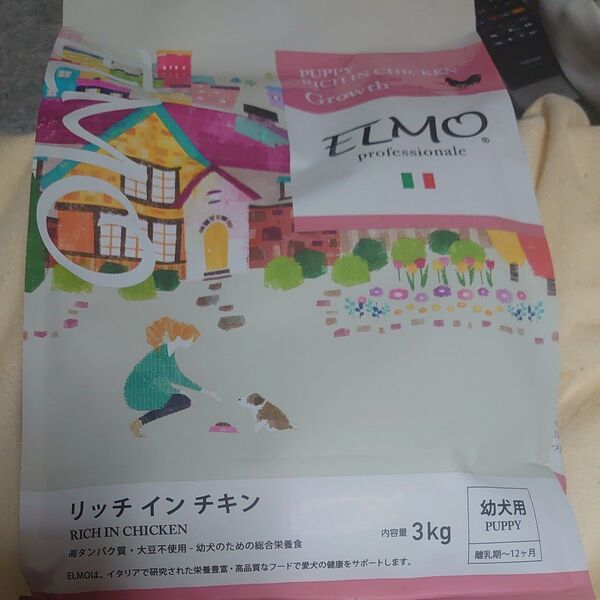 PUPPY
RICH IN CHICKEN
Growth
ELMO®
professionale
ELMO
リッチ イン チキン
RICH IN CHICKEN
高タンパク質・大豆不使用 - 幼犬のための総合栄養食
ELMOは、イタリアで研究された栄養豊富・高品質なフードで愛犬の健康をサポートします。
内容量 3kg
幼犬用
PUPPY
離乳期～12ヶ月